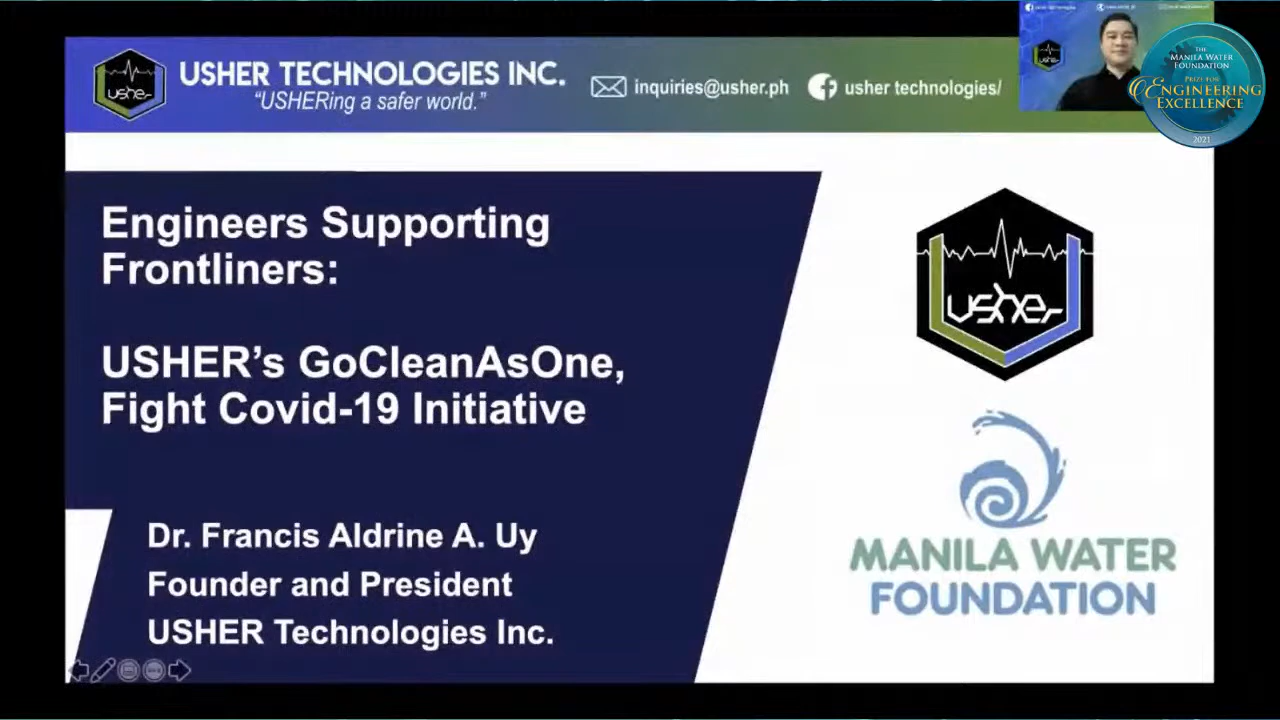 USHER TECHNOLOGIES INC.
"USHERing a safer world."
inquiries@usher.ph
usher technologies/
usher
THE
MANILA WATER
FOUNDATION
PRIZE FOR
ENGINEERING
EXCELLENCE
2021
Engineers Supporting
Frontliners:
USHER's GoCleanAsOne,
Fight Covid-19 Initiative
Dr. Francis Aldrine A. Uy
Founder and President
USHER Technologies Inc.
usher
MANILA WATER
FOUNDATION